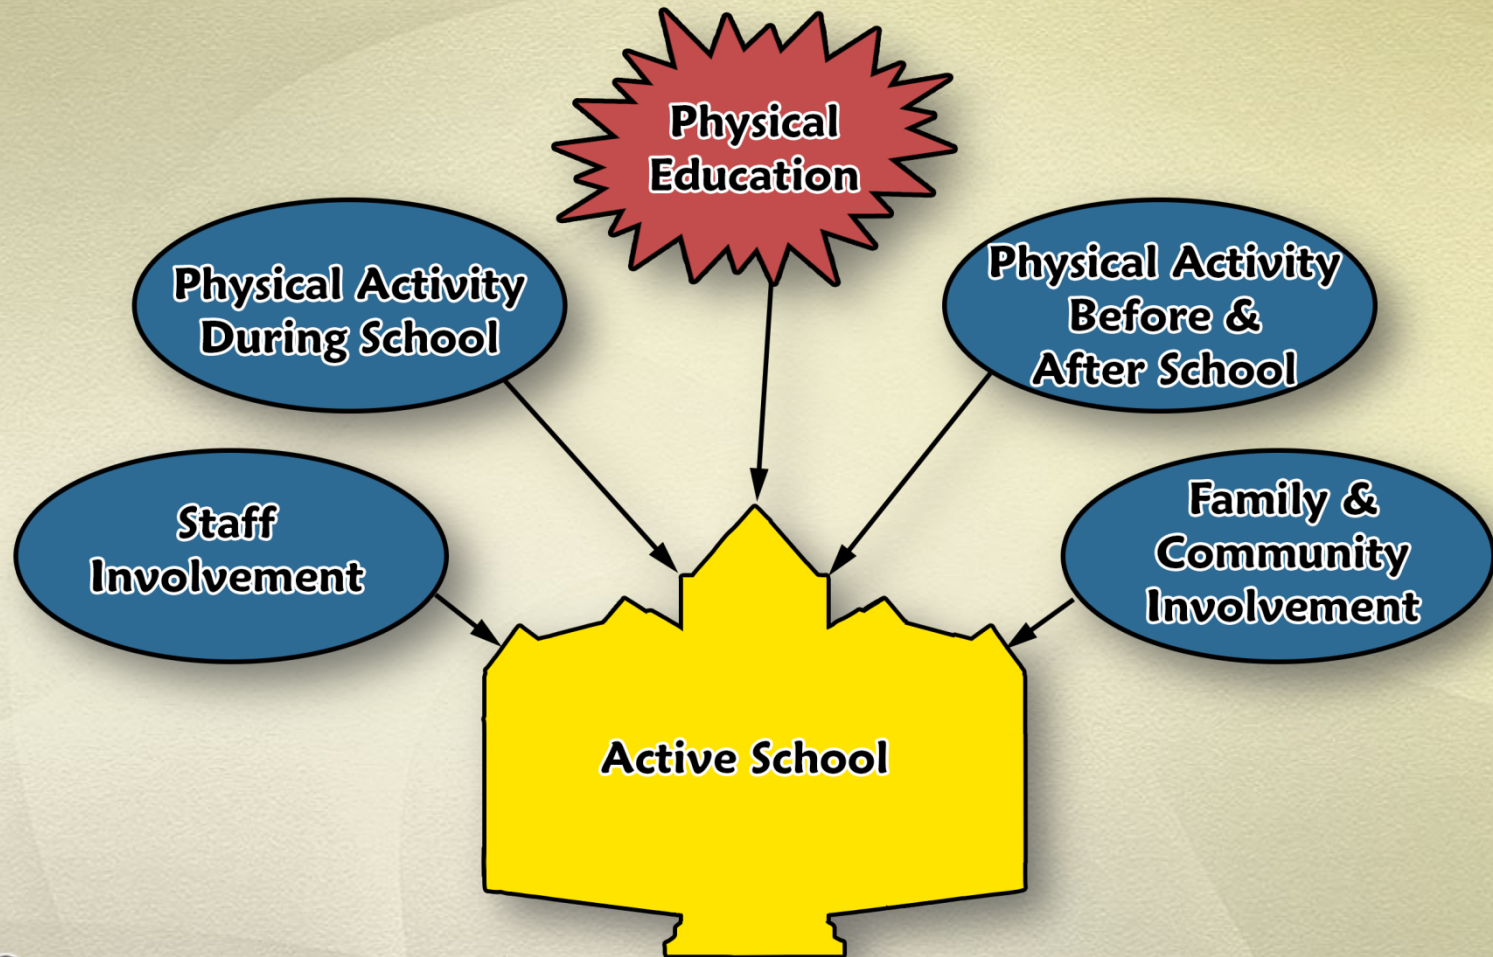 Physical
Education
Physical Activity
During School
Physical Activity
Before &
After School
Staff
Involvement
Family &
Community
Involvement
Active School